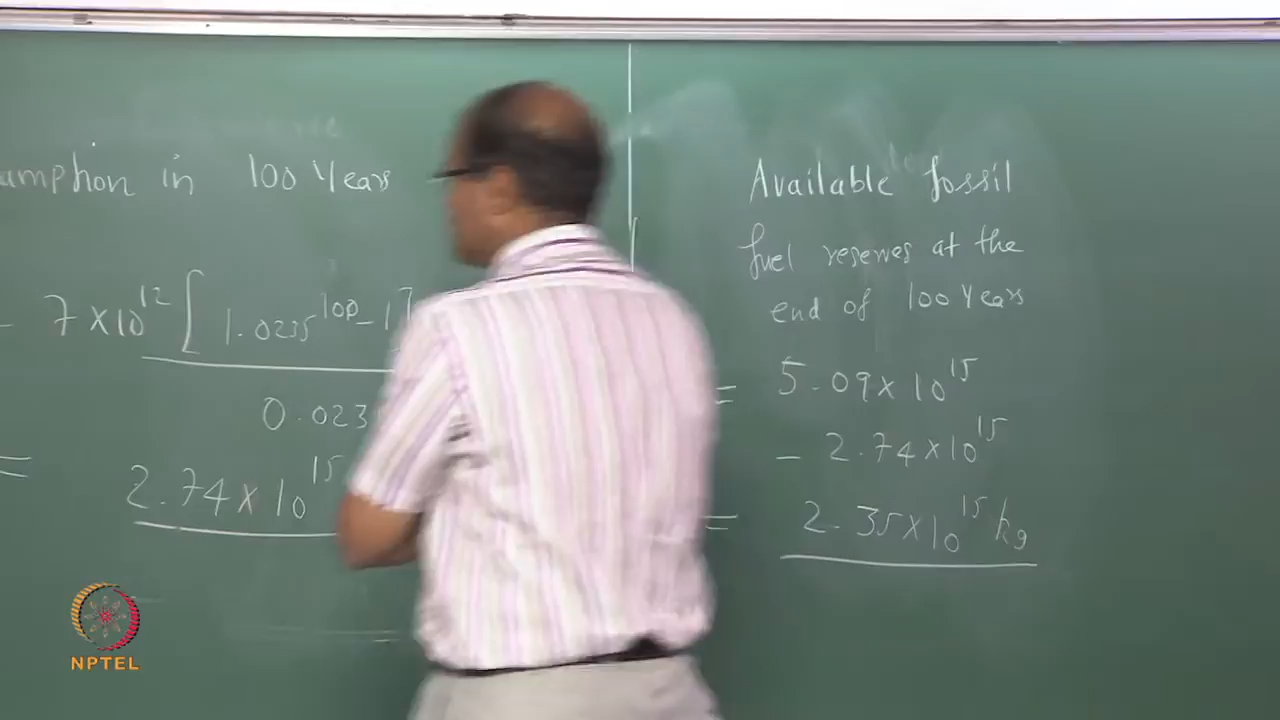 in 100 Years
7 × 10^12 [1.0235^100 - 1]
0.023
=
2.74 × 10^15
Available fossil
fuel reserves at the
end of 100 Years
= 5.09 × 10^15
- 2.74 × 10^15
= 2.35 × 10^15 kg
NPTEL